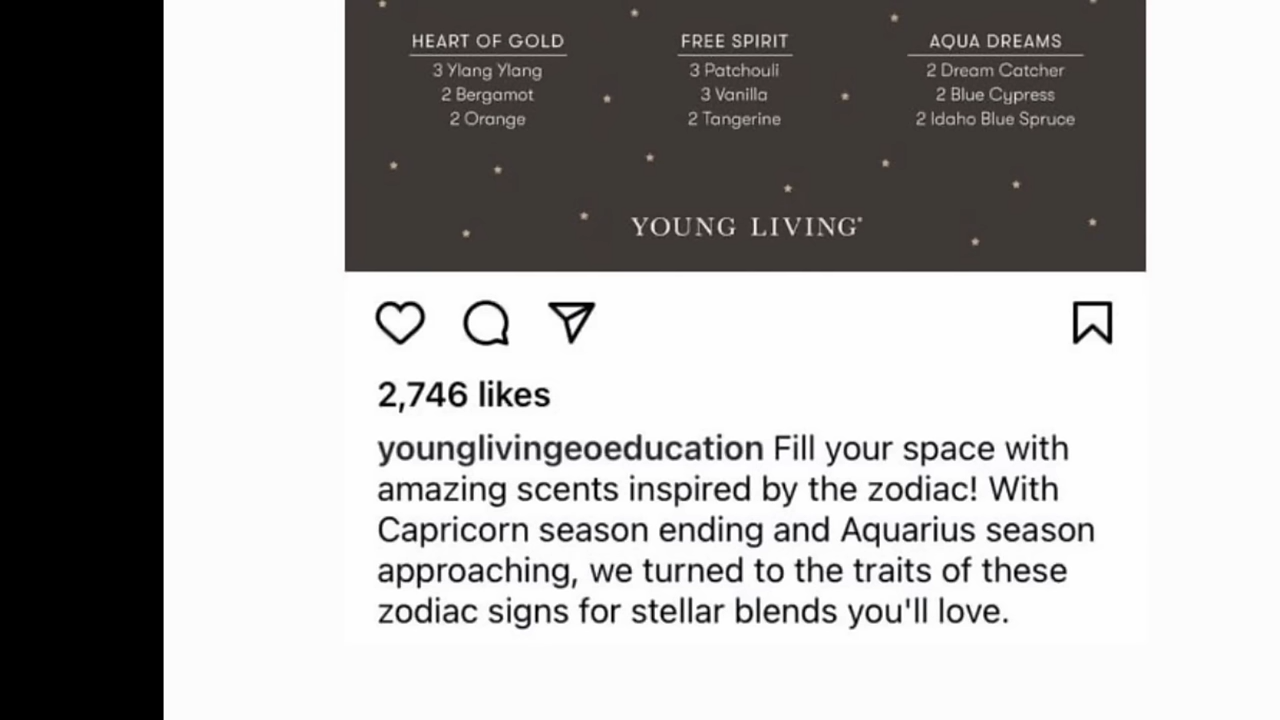 HEART OF GOLD FREE SPIRIT AQUA DREAMS
3 Ylang Ylang 3 Patchouli 2 Dream Catcher
2 Bergamot 3 Vanilla 2 Blue Cypress
2 Orange 2 Tangerine 2 Idaho Blue Spruce
YOUNG LIVING®
2,746 likes
younglivingeoeducation Fill your space with
amazing scents inspired by the zodiac! With
Capricorn season ending and Aquarius season
approaching, we turned to the traits of these
zodiac signs for stellar blends you'll love.